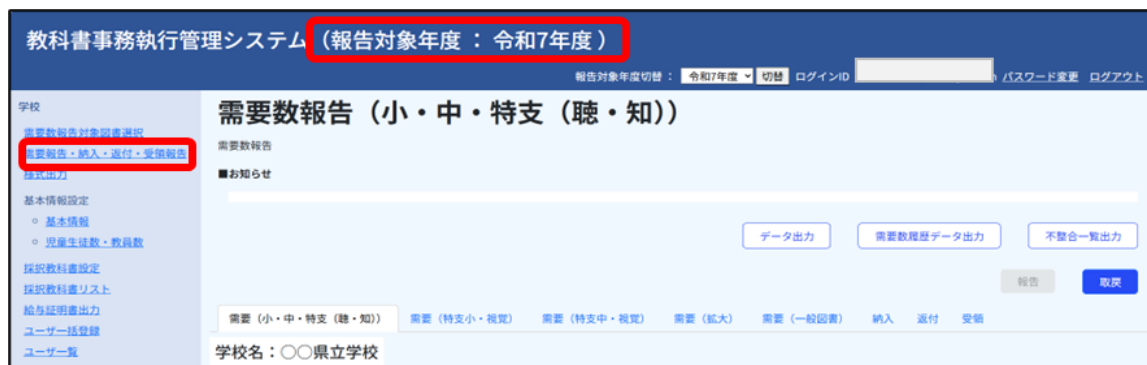 教科書事務執行管理システム（報告対象年度 ： 令和7年度 ）
報告対象年度切替： 令和7年度 切替 ログインID パスワード変更 ログアウト
学校
需要数報告対象図書選択
需要報告・納入・返付・受領報告
様式出力
基本情報設定
基本情報
児童生徒数・教員数
採択教科書設定
採択教科書リスト
給与証明書出力
ユーザー括登録
ユーザ一覧
需要数報告（小・中・特支（聴・知））
需要数報告
■お知らせ
データ出力 需要数履歴データ出力 不整合一覧出力
報告 取戻
需要（小・中・特支（聴・知）） 需要（特支小・視覚） 需要（特支中・視覚） 需要（拡大） 需要（一般図書） 納入 返付 受領
学校名：〇〇県立学校